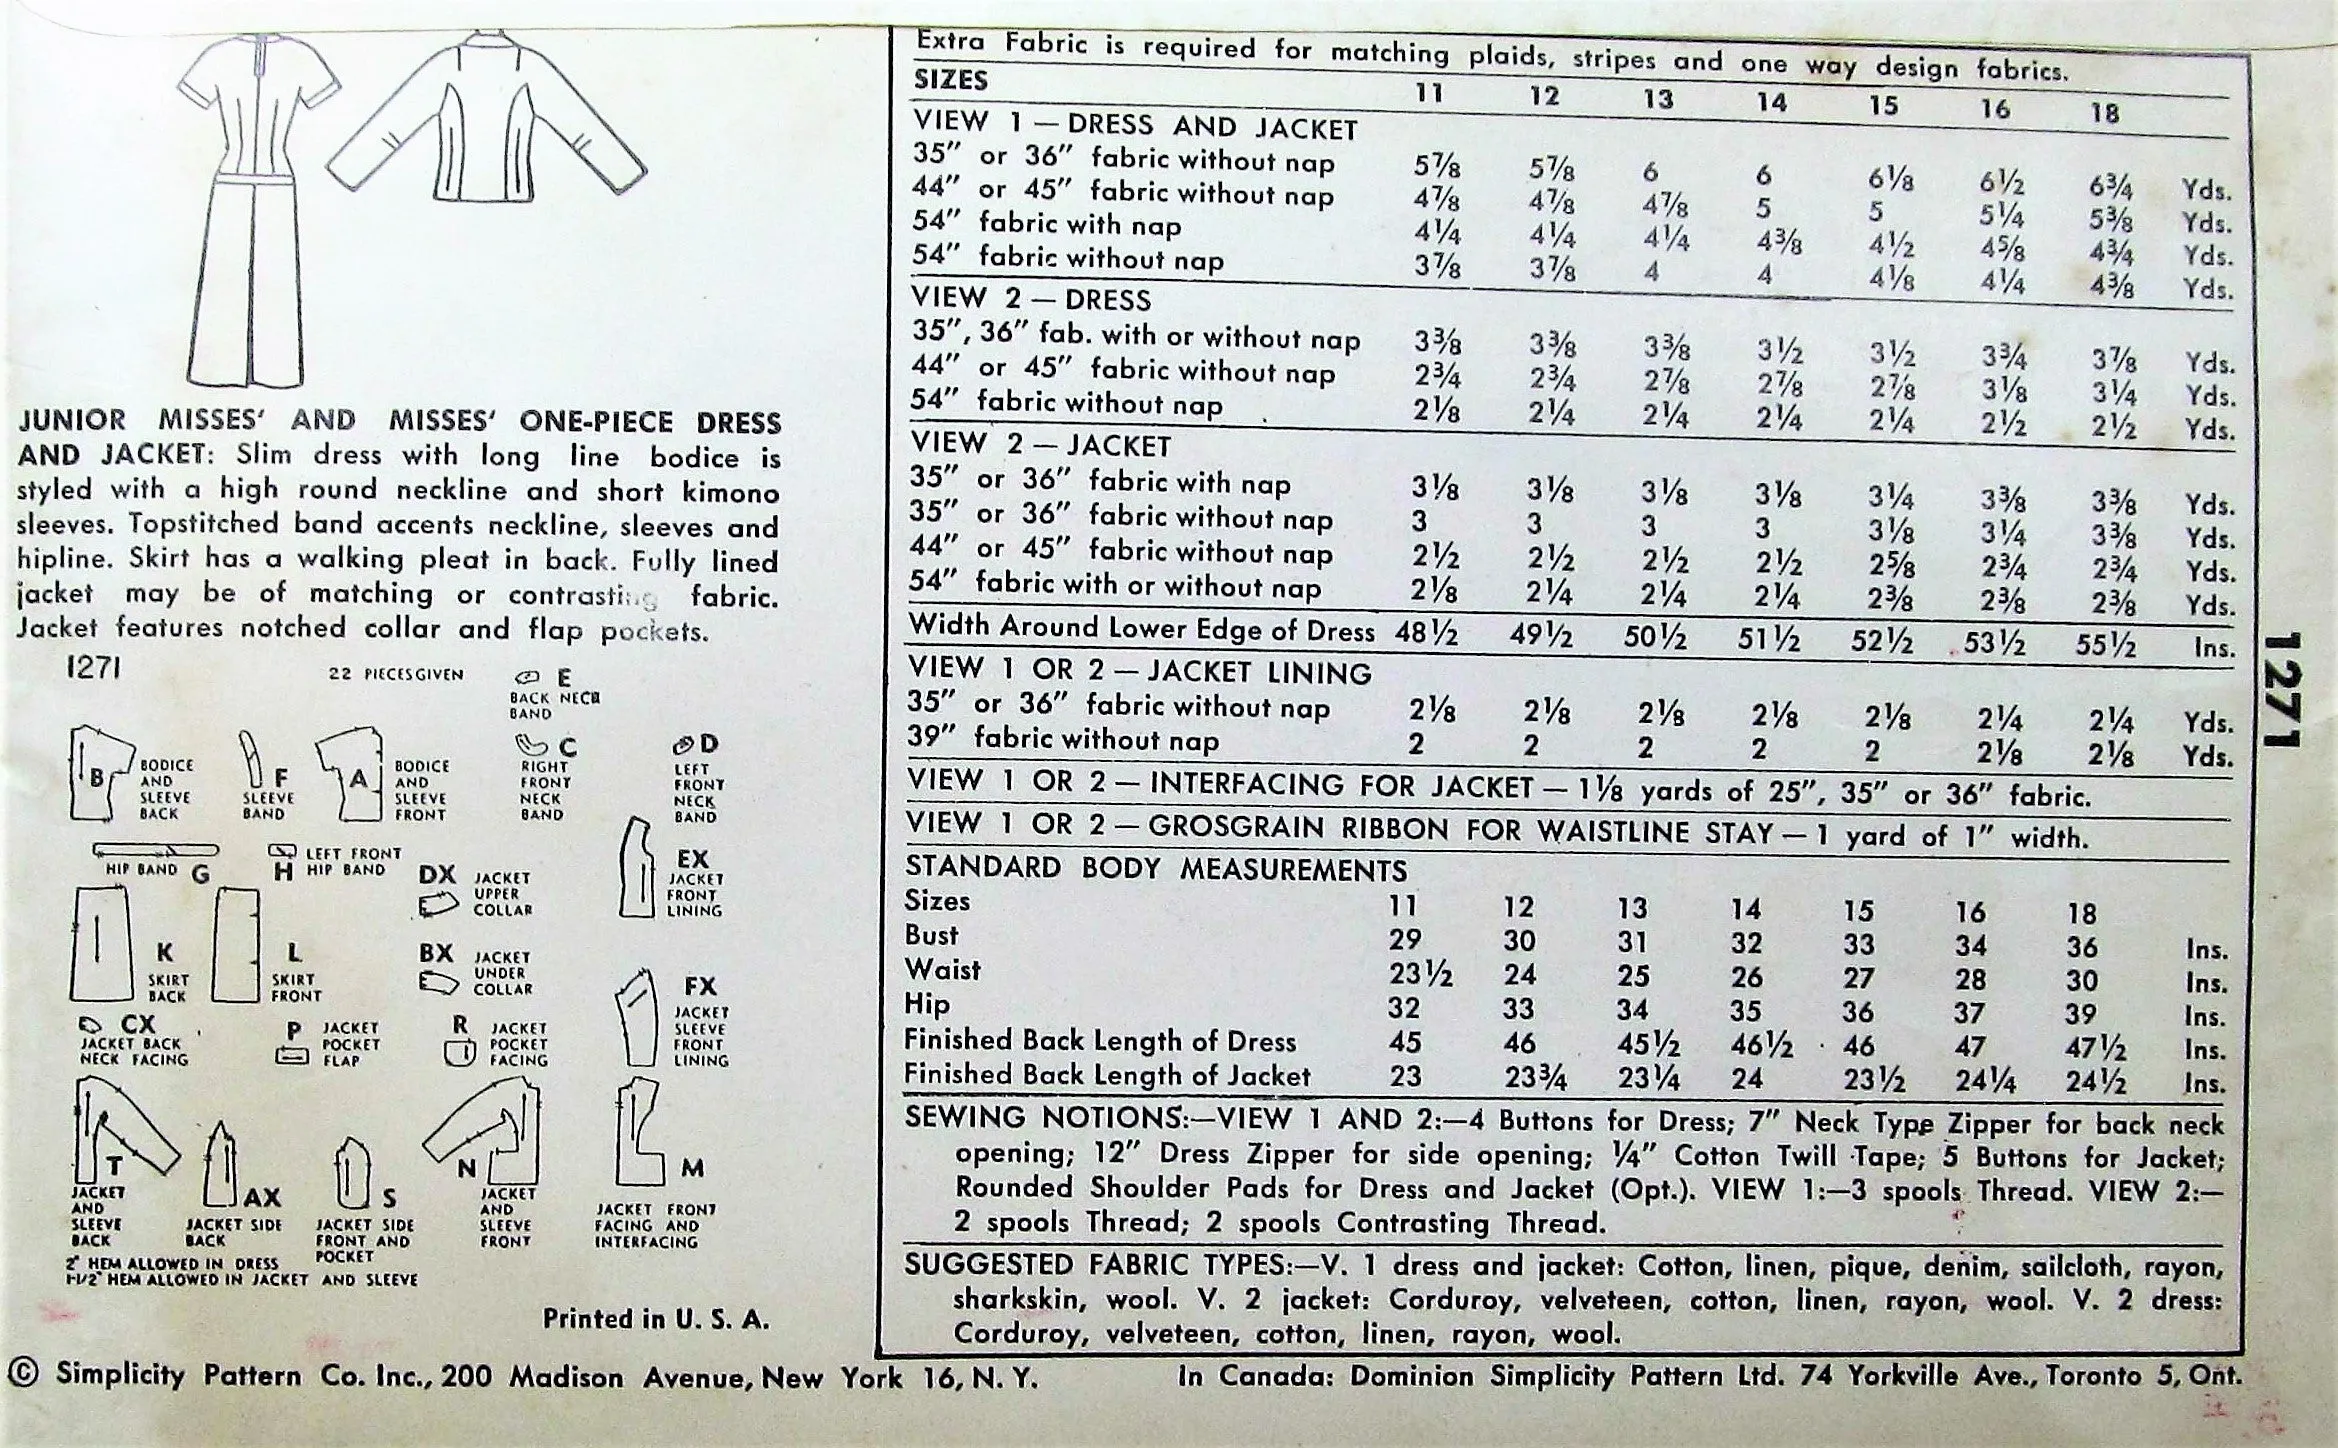 JUNIOR MISSES' AND MISSES' ONE-PIECE DRESS
AND JACKET: Slim dress with long line bodice is
styled with a high round neckline and short kimono
sleeves. Topstitched band accents neckline, sleeves and
hipline. Skirt has a walking pleat in back. Fully lined
jacket may be of matching or contrasting fabric.
Jacket features notched collar and flap pockets.
1271
22 PIECES GIVEN
E
BACK NECK
BAND
B
BODICE
AND
SLEEVE
BACK
F
SLEEVE
BAND
A
BODICE
AND
SLEEVE
FRONT
C
RIGHT
FRONT
NECK
BAND
D
LEFT
FRONT
NECK
BAND
HIP BAND G
H LEFT FRONT
HIP BAND
DX JACKET
UPPER
COLLAR
EX
JACKET
FRONT
LINING
K
SKIRT
BACK
L
SKIRT
FRONT
BX JACKET
UNDER
COLLAR
FX
JACKET
SLEEVE
FRONT
LINING
CX
JACKET BACK
NECK FACING
P JACKET
POCKET
FLAP
R JACKET
POCKET
FACING
T
JACKET
AND
SLEEVE
BACK
AX
JACKET SIDE
BACK
S
JACKET SIDE
FRONT AND
POCKET
N
JACKET
AND
SLEEVE
FRONT
M
JACKET FRONT
FACING AND
INTERFACING
2" HEM ALLOWED IN DRESS
1-1/2" HEM ALLOWED IN JACKET AND SLEEVE
Printed in U. S. A.
Extra Fabric is required for matching plaids, stripes and one way design fabrics.
SIZES 11 12 13 14 15 16 18
VIEW 1 — DRESS AND JACKET
35" or 36" fabric without nap 5⅞ 5⅞ 6 6 6⅛ 6½ 6¾ Yds.
44" or 45" fabric without nap 4⅞ 4⅞ 4⅞ 5 5 5¼ 5⅜ Yds.
54" fabric with nap 4¼ 4¼ 4¼ 4⅜ 4½ 4⅝ 4¾ Yds.
54" fabric without nap 3⅞ 3⅞ 4 4 4⅛ 4¼ 4⅜ Yds.
VIEW 2 — DRESS
35", 36" fab. with or without nap 3⅜ 3⅜ 3⅜ 3½ 3½ 3¾ 3⅞ Yds.
44" or 45" fabric without nap 2¾ 2¾ 2⅞ 2⅞ 2⅞ 3⅛ 3¼ Yds.
54" fabric without nap 2⅛ 2¼ 2¼ 2¼ 2¼ 2½ 2½ Yds.
VIEW 2 — JACKET
35" or 36" fabric with nap 3⅛ 3⅛ 3⅛ 3⅛ 3¼ 3⅜ 3⅜ Yds.
35" or 36" fabric without nap 3 3 3 3 3⅛ 3¼ 3⅜ Yds.
44" or 45" fabric without nap 2½ 2½ 2½ 2½ 2⅝ 2¾ 2¾ Yds.
54" fabric with or without nap 2⅛ 2¼ 2¼ 2¼ 2⅜ 2⅜ 2⅜ Yds.
Width Around Lower Edge of Dress 48½ 49½ 50½ 51½ 52½ 53½ 55½ Ins.
VIEW 1 OR 2 — JACKET LINING
35" or 36" fabric without nap 2⅛ 2⅛ 2⅛ 2⅛ 2⅛ 2¼ 2¼ Yds.
39" fabric without nap 2 2 2 2 2 2⅛ 2⅛ Yds.
VIEW 1 OR 2 — INTERFACING FOR JACKET — 1⅛ yards of 25", 35" or 36" fabric.
VIEW 1 OR 2 — GROSGRAIN RIBBON FOR WAISTLINE STAY — 1 yard of 1" width.
STANDARD BODY MEASUREMENTS
Sizes 11 12 13 14 15 16 18
Bust 29 30 31 32 33 34 36 Ins.
Waist 23½ 24 25 26 27 28 30 Ins.
Hip 32 33 34 35 36 37 39 Ins.
Finished Back Length of Dress 45 46 45½ 46½ 46 47 47½ Ins.
Finished Back Length of Jacket 23 23¾ 23¼ 24 23½ 24¼ 24½ Ins.
SEWING NOTIONS:—VIEW 1 AND 2:—4 Buttons for Dress; 7" Neck Type Zipper for back neck
opening; 12" Dress Zipper for side opening; ¼" Cotton Twill Tape; 5 Buttons for Jacket;
Rounded Shoulder Pads for Dress and Jacket (Opt.). VIEW 1:—3 spools Thread. VIEW 2:—
2 spools Thread; 2 spools Contrasting Thread.
SUGGESTED FABRIC TYPES:—V. 1 dress and jacket: Cotton, linen, pique, denim, sailcloth, rayon,
sharkskin, wool. V. 2 jacket: Corduroy, velveteen, cotton, linen, rayon, wool. V. 2 dress:
Corduroy, velveteen, cotton, linen, rayon, wool.
1271
© Simplicity Pattern Co. Inc., 200 Madison Avenue, New York 16, N. Y. In Canada: Dominion Simplicity Pattern Ltd. 74 Yorkville Ave., Toronto 5, Ont.